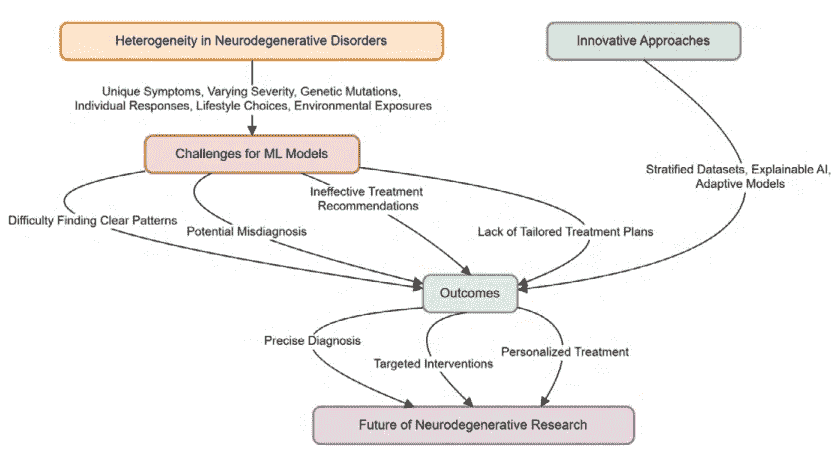 Heterogeneity in Neurodegenerative Disorders
Innovative Approaches
Unique Symptoms, Varying Severity, Genetic Mutations,
Individual Responses, Lifestyle Choices, Environmental Exposures
Challenges for ML Models
Stratified Datasets, Explainable AI,
Adaptive Models
Difficulty Finding Clear Patterns
Potential Misdiagnosis
Ineffective Treatment
Recommendations
Lack of Tailored Treatment Plans
Outcomes
Precise Diagnosis
Targeted Interventions
Personalized Treatment
Future of Neurodegenerative Research